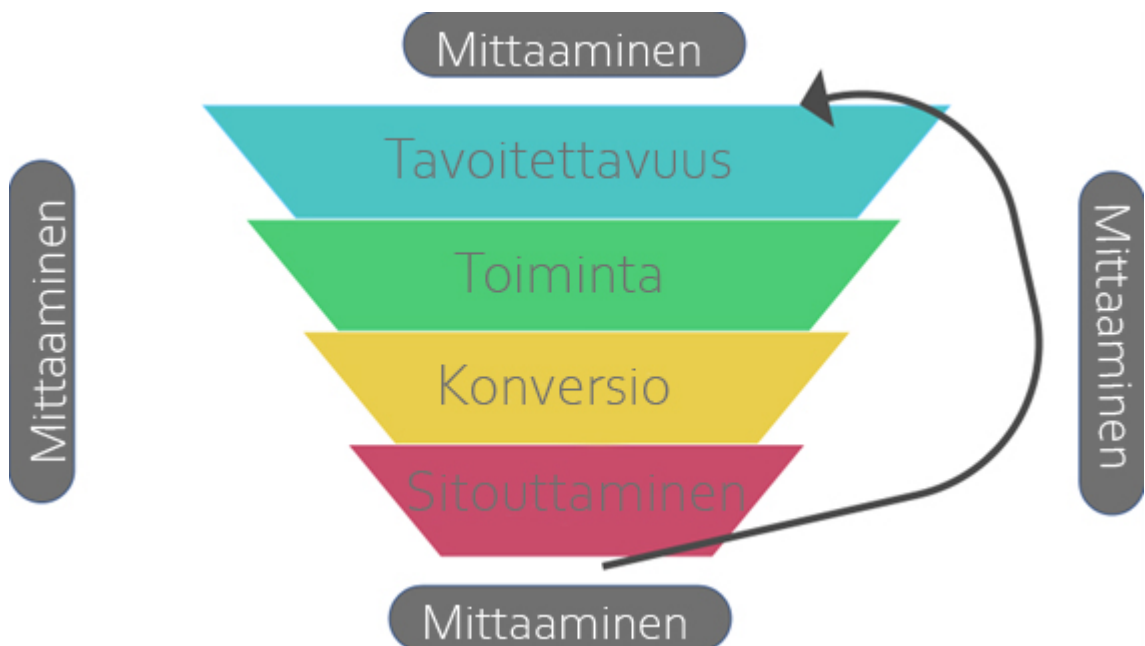 Mittaaminen
Tavoitettavuus
Mittaaminen
Toiminta
Mittaaminen
Konversio
Sitouttaminen
Mittaaminen